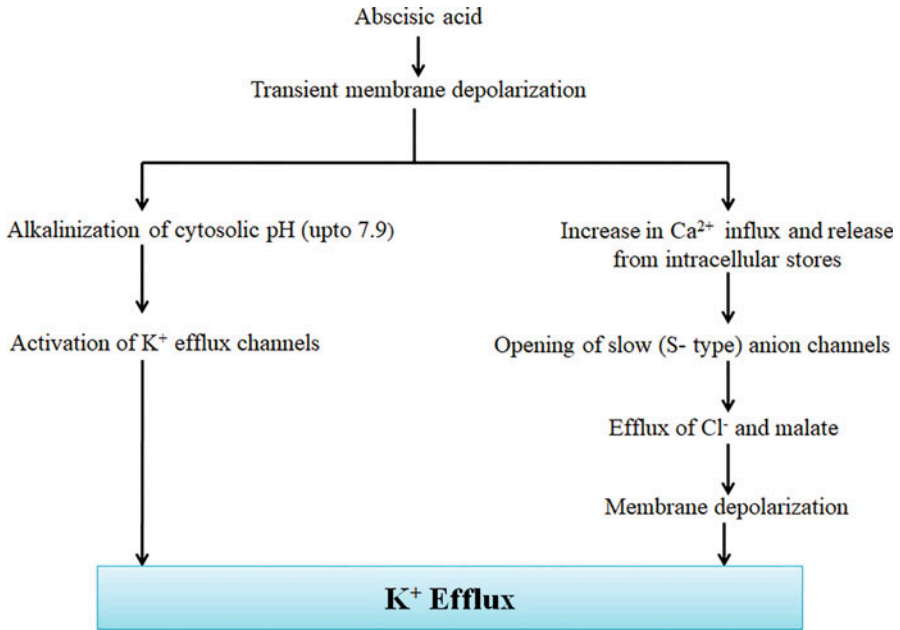 Abscisic acid
Transient membrane depolarization
Alkalinization of cytosolic pH (upto 7.9)
Activation of K⁺ efflux channels
Increase in Ca²⁺ influx and release
from intracellular stores
Opening of slow (S- type) anion channels
Efflux of Cl⁻ and malate
Membrane depolarization
K⁺ Efflux